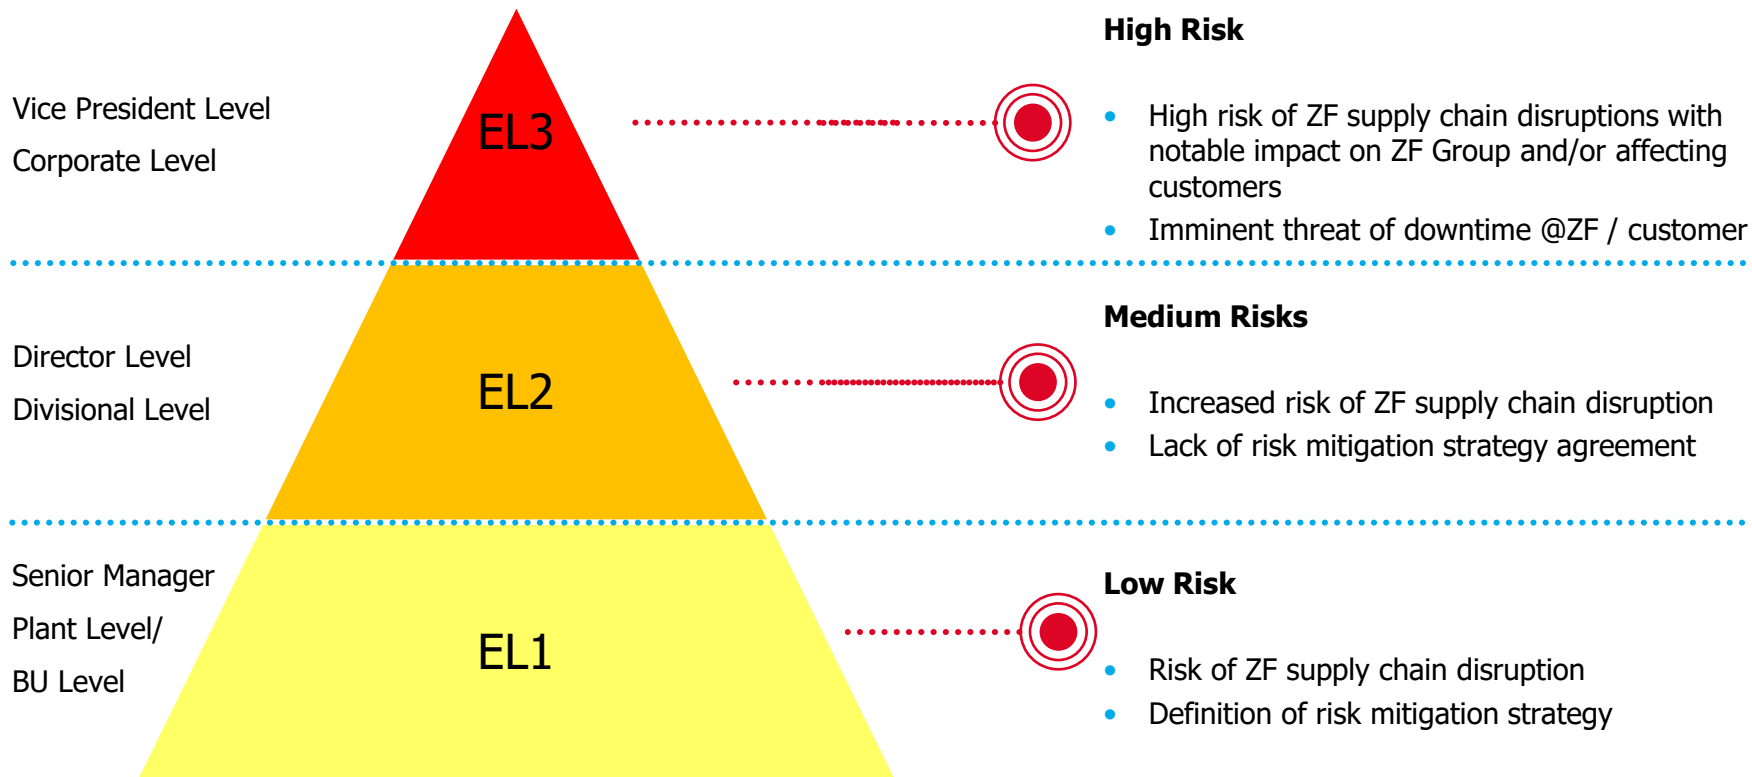 High Risk
Vice President Level
Corporate Level
EL3
• High risk of ZF supply chain disruptions with
notable impact on ZF Group and/or affecting
customers
• Imminent threat of downtime @ZF / customer
Medium Risks
Director Level
Divisional Level
EL2
• Increased risk of ZF supply chain disruption
• Lack of risk mitigation strategy agreement
Low Risk
Senior Manager
Plant Level/
BU Level
EL1
• Risk of ZF supply chain disruption
• Definition of risk mitigation strategy